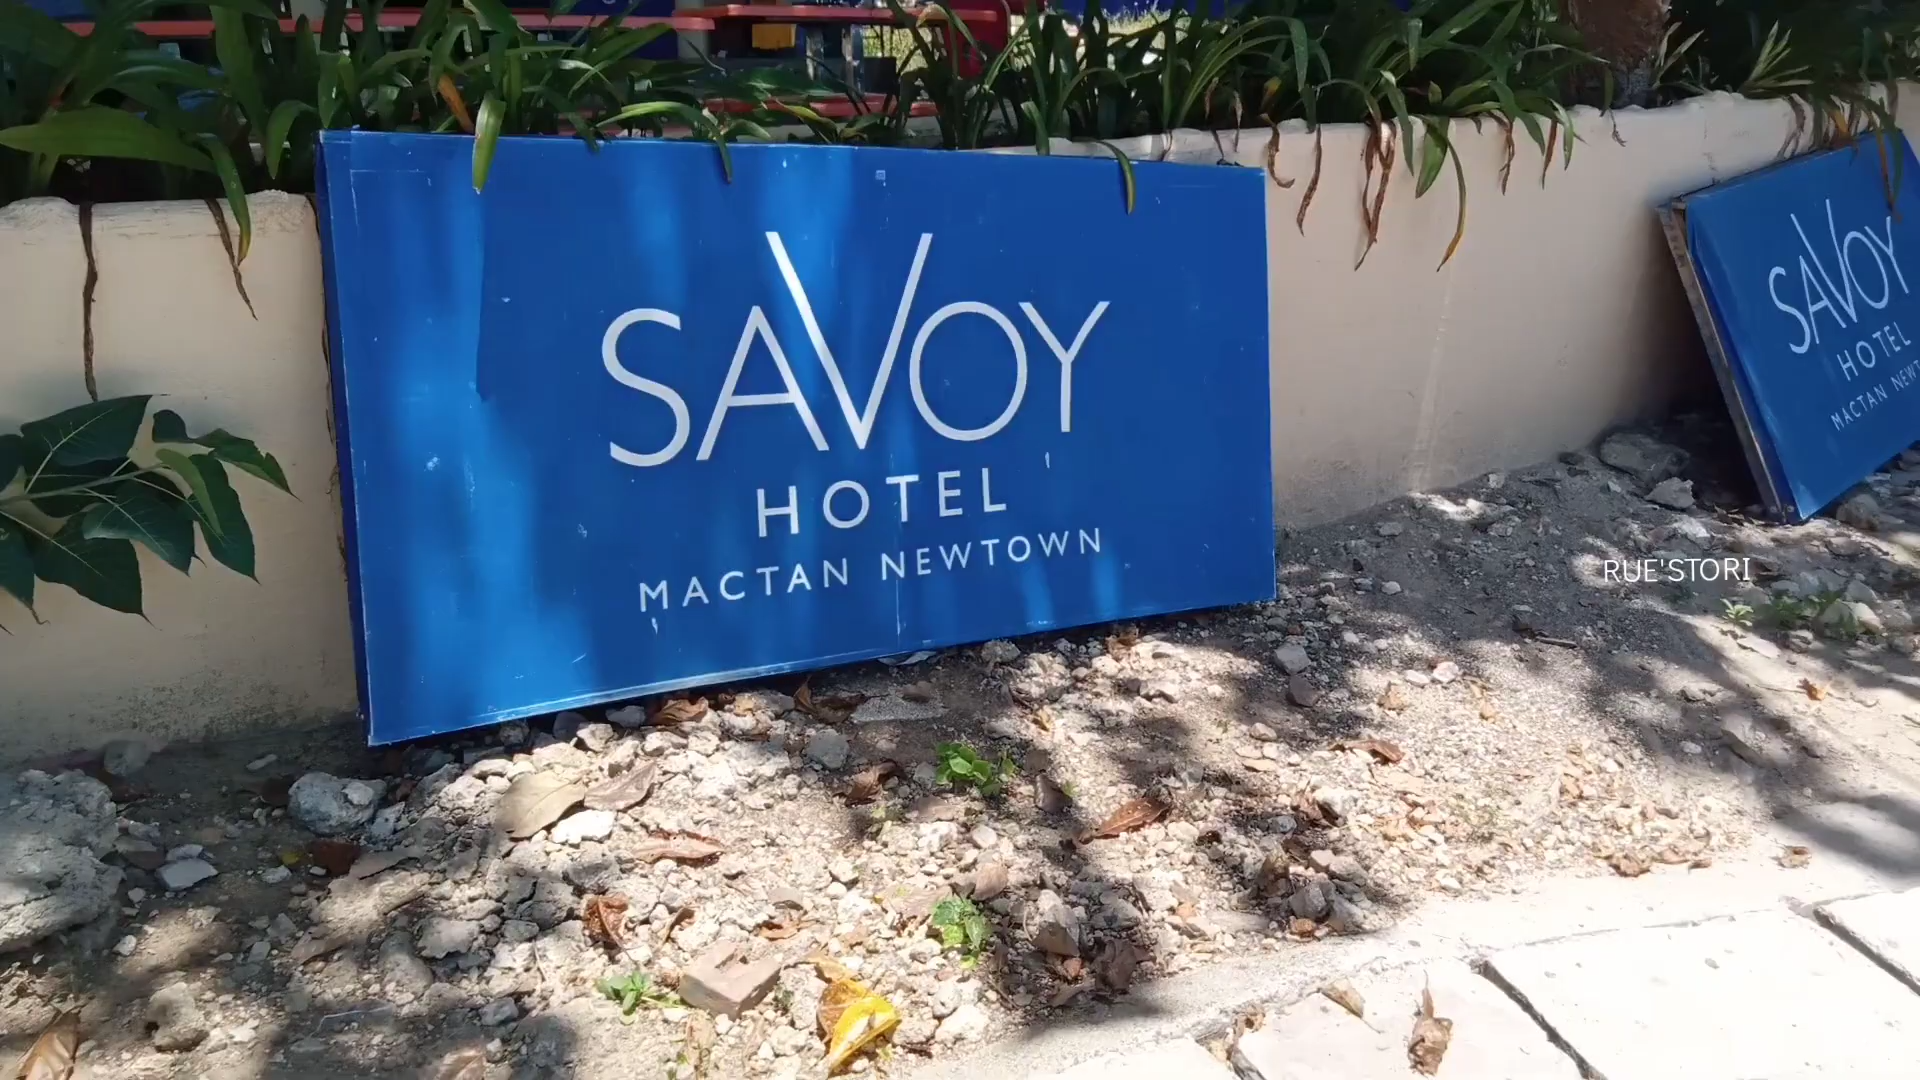 SAVOY
HOTEL
MACTAN NEWTOWN
SAVOY
HOTEL
MACTAN NEWT
RUE'STORI